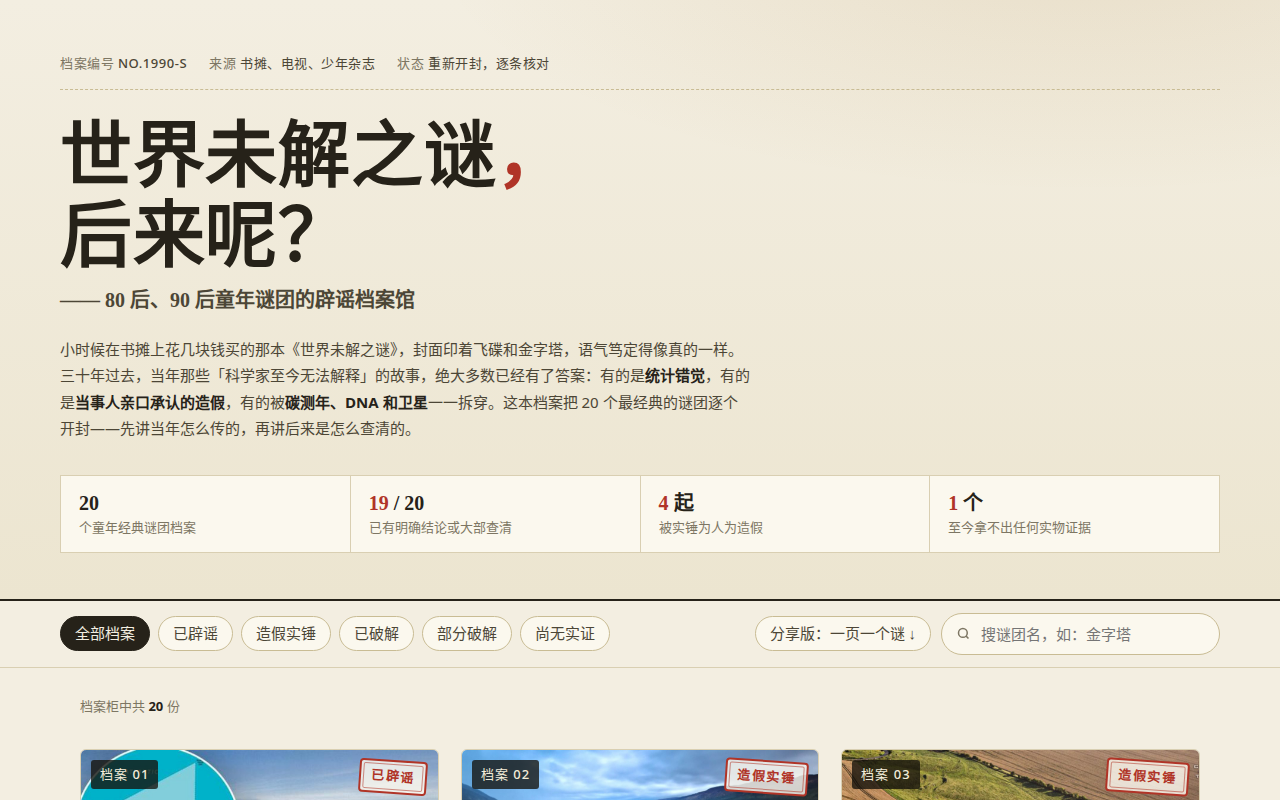 档案编号 NO.1990-S 来源 书摊、电视、少年杂志 状态 重新开封，逐条核对
世界未解之谜，
后来呢？
—— 80 后、90 后童年谜团的辟谣档案馆
小时候在书摊上花几块钱买的那本《世界未解之谜》，封面印着飞碟和金字塔，语气笃定得像真的一样。
三十年过去，当年那些「科学家至今无法解释」的故事，绝大多数已经有了答案：有的是统计错觉，有的
是当事人亲口承认的造假，有的被碳测年、DNA 和卫星一一拆穿。这本档案把 20 个最经典的谜团逐个
开封——先讲当年怎么传的，再讲后来是怎么查清的。
20
个童年经典谜团档案
19 / 20
已有明确结论或大部查清
4 起
被实锤为人为造假
1 个
至今拿不出任何实物证据
全部档案 已辟谣 造假实锤 已破解 部分破解 尚无实证 分享版：一页一个谜 ↓ 搜谜团名，如：金字塔
档案柜中共 20 份
档案 01 已辟谣 档案 02 造假实锤 档案 03 造假实锤